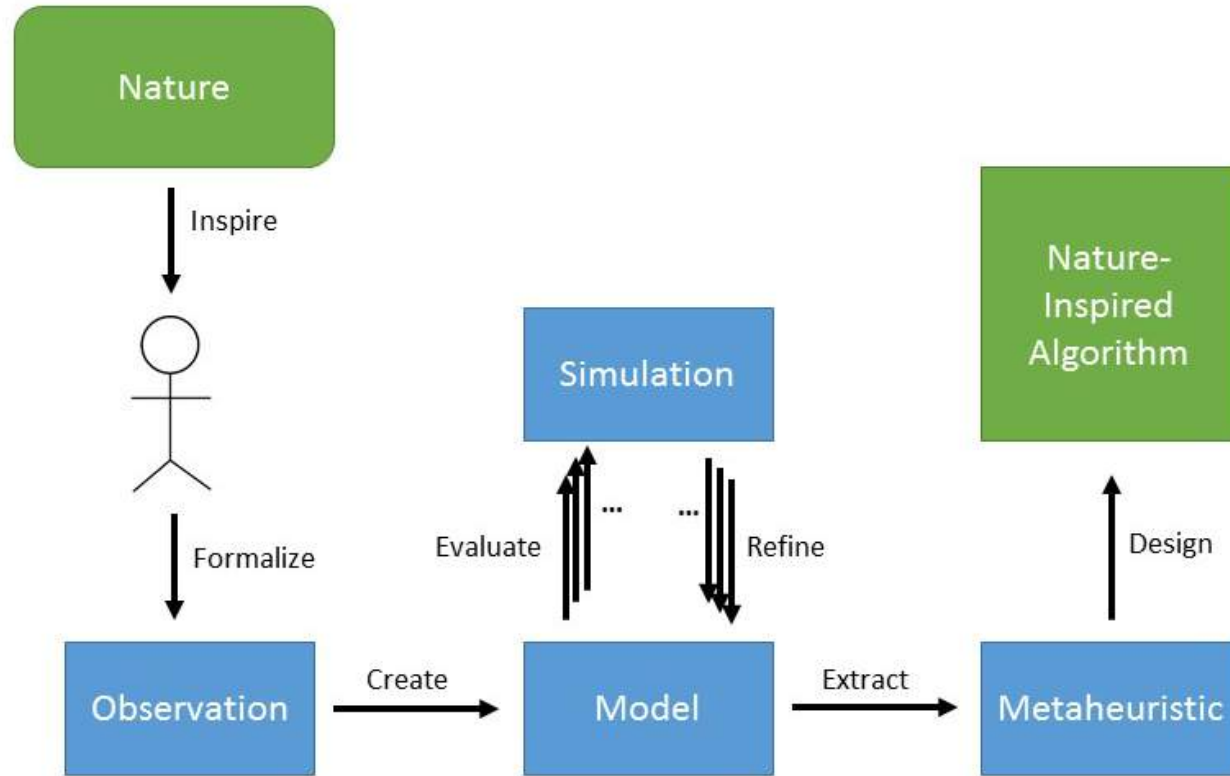 Nature
Inspire
Nature-
Inspired
Algorithm
Simulation
...
...
Evaluate
Refine
Design
Formalize
Create
Extract
Observation
Model
Metaheuristic